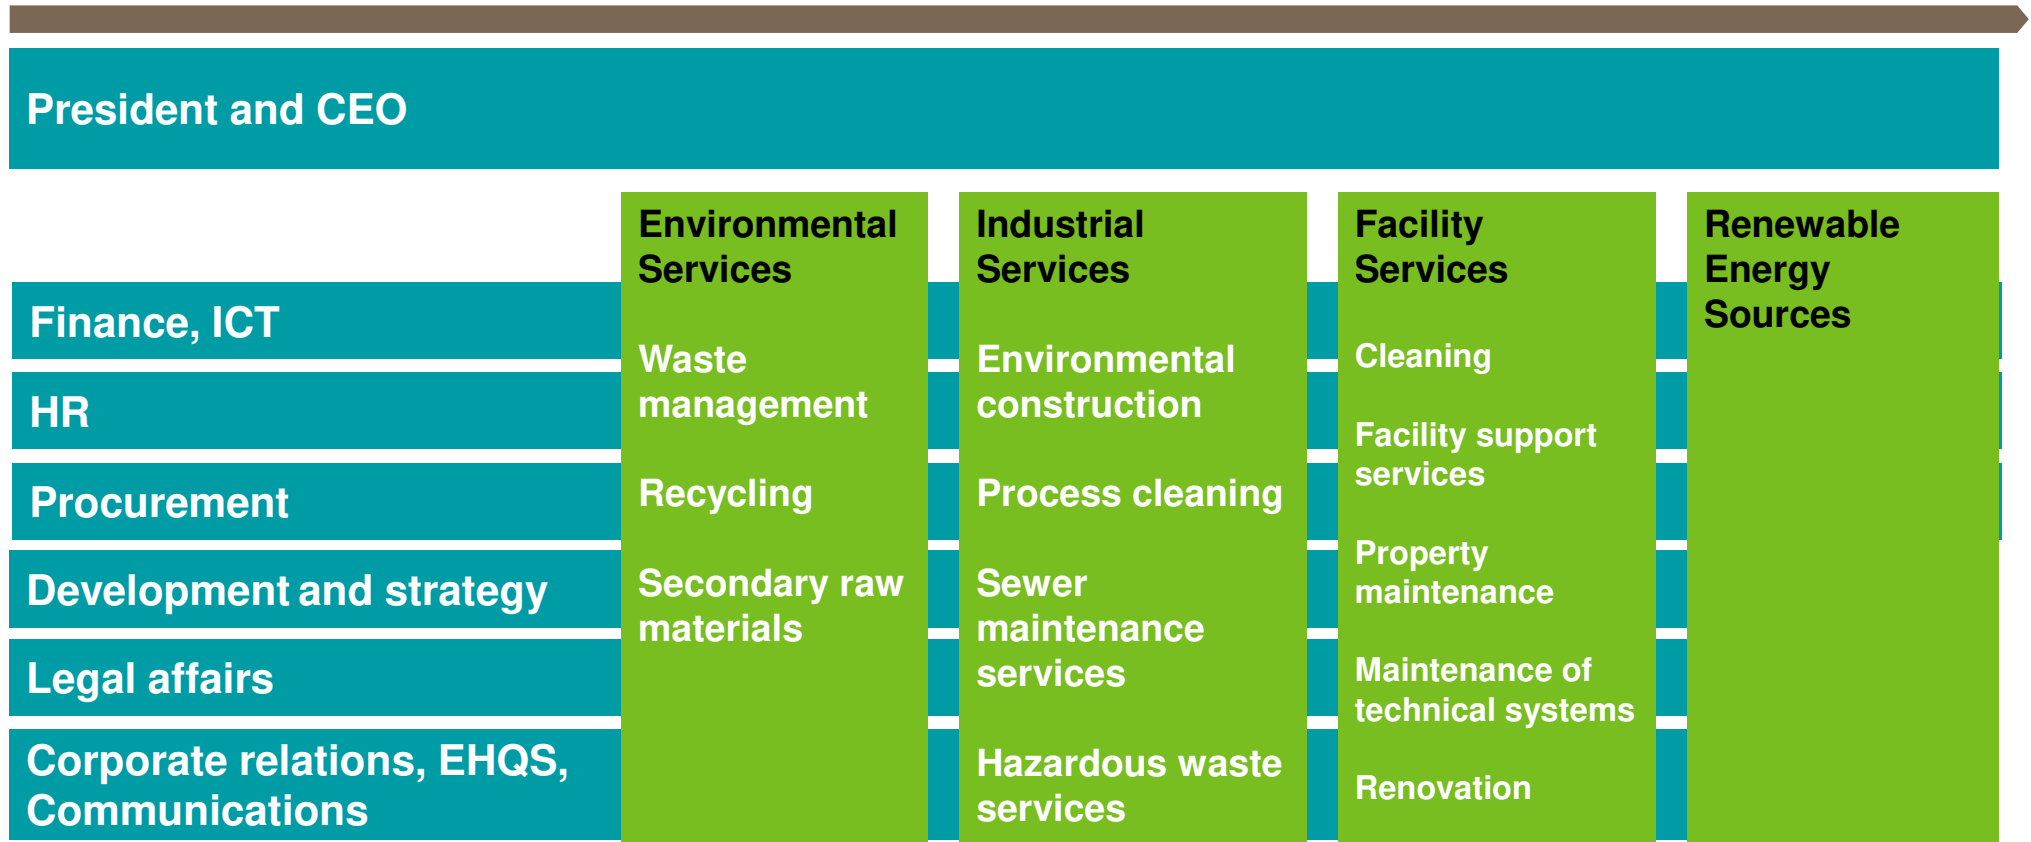 President and CEO
Finance, ICT
HR
Procurement
Development and strategy
Legal affairs
Corporate relations, EHQS,
Communications
Environmental
Services
Waste
management
Recycling
Secondary raw
materials
Industrial
Services
Environmental
construction
Process cleaning
Sewer
maintenance
services
Hazardous waste
services
Facility
Services
Cleaning
Facility support
services
Property
maintenance
Maintenance of
technical systems
Renovation
Renewable
Energy
Sources